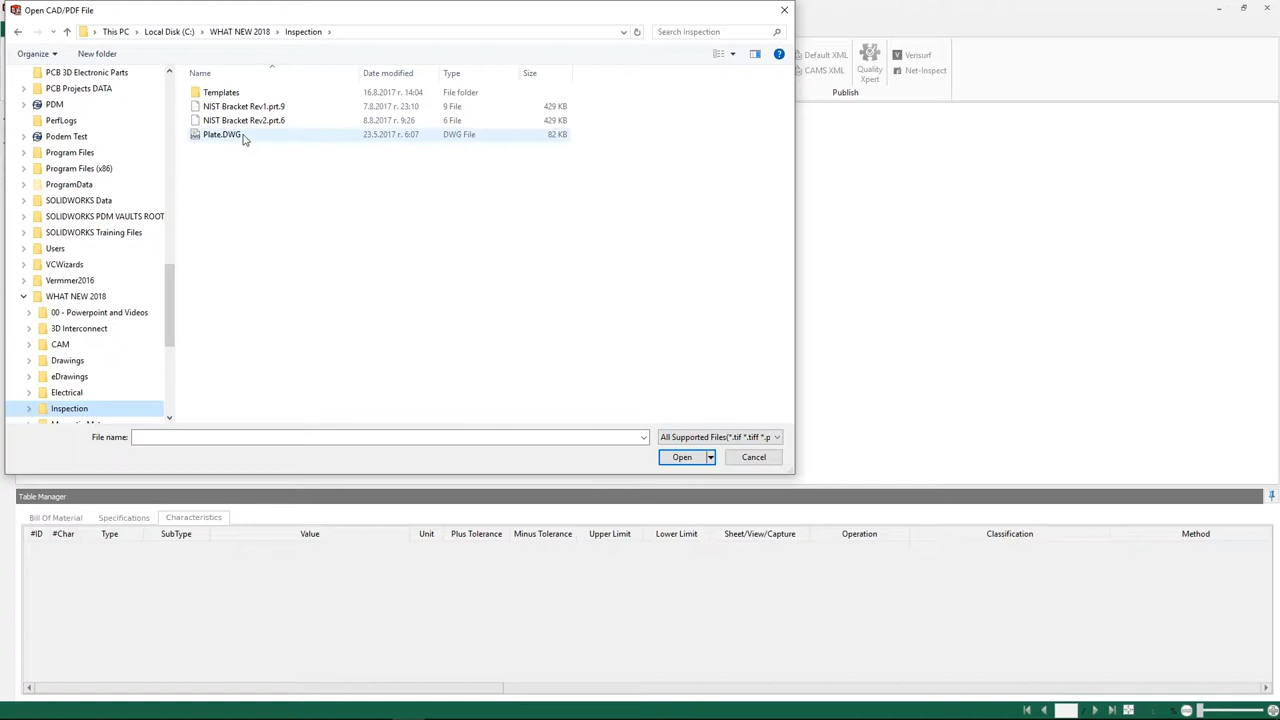 Open CAD/PDF File
This PC > Local Disk (C:) > WHAT NEW 2018 > Inspection >
Search Inspection
Organize
New folder
Name Date modified Type Size
Templates 16.8.2017 г. 14:04 File folder
NIST Bracket Rev1.prt.9 7.8.2017 г. 23:10 9 File 429 KB
NIST Bracket Rev2.prt.6 8.8.2017 г. 9:26 6 File 429 KB
Plate.DWG 23.5.2017 г. 6:07 DWG File 82 KB
PCB 3D Electronic Parts
PCB Projects DATA
PDM
PerfLogs
Podem Test
Program Files
Program Files (x86)
ProgramData
SOLIDWORKS Data
SOLIDWORKS PDM VAULTS ROOT
SOLIDWORKS Training Files
Users
VCWizards
Vermmer2016
WHAT NEW 2018
00 - Powerpoint and Videos
3D Interconnect
CAM
Drawings
eDrawings
Electrical
Inspection
File name:
All Supported Files(*.tif *.tiff *.p
Open
Cancel
Default XML
CAMS XML
Quality
Xpert
Verisurf
Net-Inspect
Publish
Table Manager
Bill Of Material Specifications Characteristics
#ID #Char Type SubType Value Unit Plus Tolerance Minus Tolerance Upper Limit Lower Limit Sheet/View/Capture Operation Classification Method
/ %